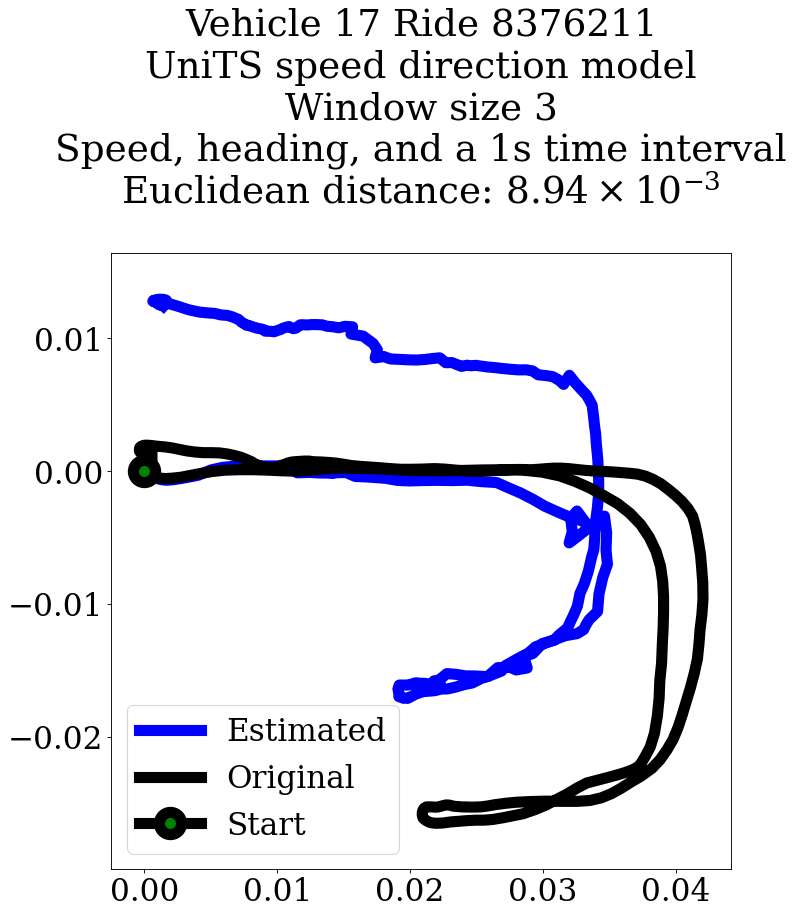 Vehicle 17 Ride 8376211
UniTS speed direction model
Window size 3
Speed, heading, and a 1s time interval
Euclidean distance: 8.94 × 10⁻³
0.01
0.00
−0.01
−0.02
Estimated
Original
Start
0.00 0.01 0.02 0.03 0.04